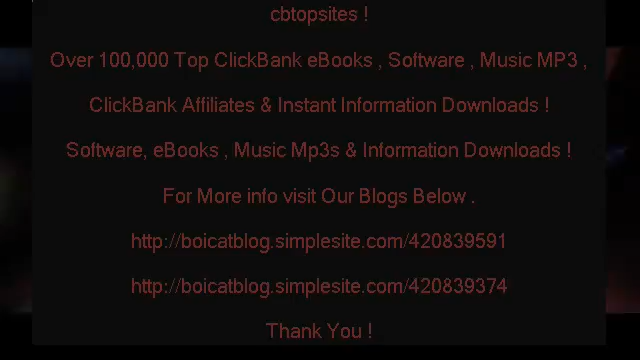 cbtopsites !
Over 100,000 Top ClickBank eBooks , Software , Music MP3 ,
ClickBank Affiliates & Instant Information Downloads !
Software, eBooks , Music Mp3s & Information Downloads !
For More info visit Our Blogs Below .
http://boicatblog.simplesite.com/420839591
http://boicatblog.simplesite.com/420839374
Thank You !